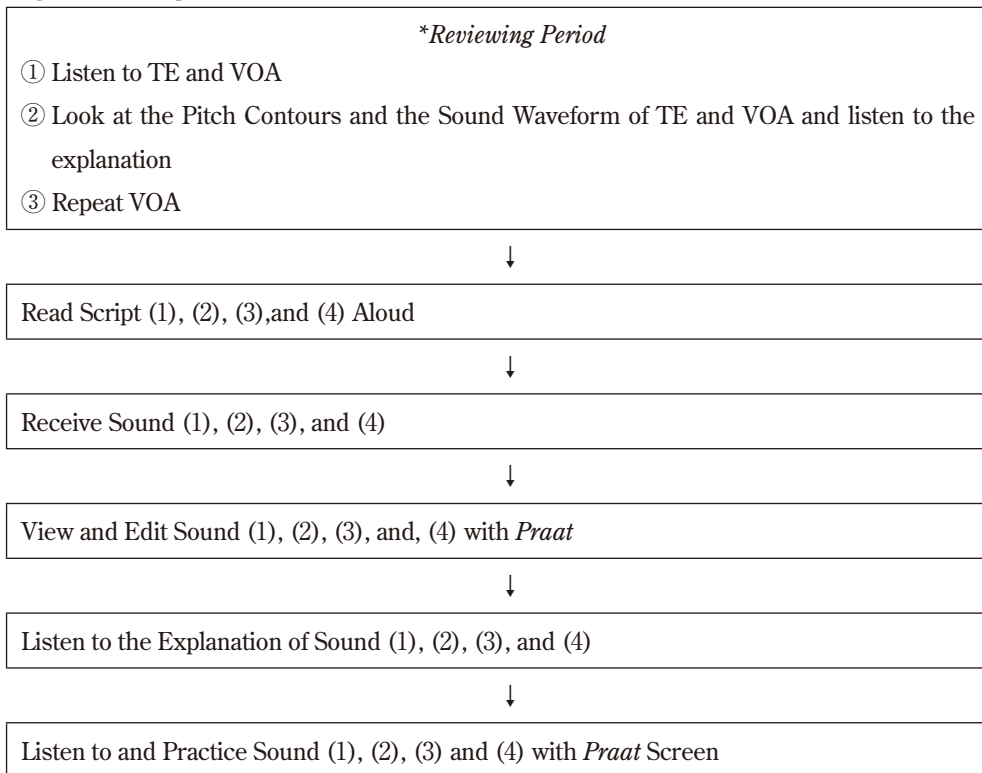 *Reviewing Period
① Listen to TE and VOA
② Look at the Pitch Contours and the Sound Waveform of TE and VOA and listen to the
explanation
③ Repeat VOA
↓
Read Script (1), (2), (3),and (4) Aloud
↓
Receive Sound (1), (2), (3), and (4)
↓
View and Edit Sound (1), (2), (3), and, (4) with Praat
↓
Listen to the Explanation of Sound (1), (2), (3), and (4)
↓
Listen to and Practice Sound (1), (2), (3) and (4) with Praat Screen